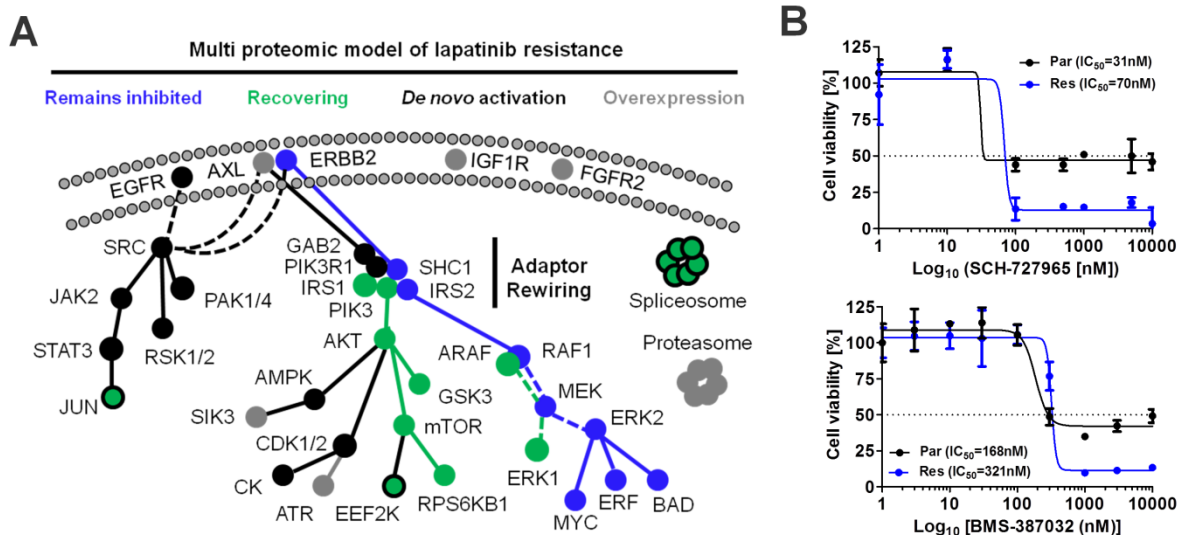 A
Multi proteomic model of lapatinib resistance
Remains inhibited Recovering De novo activation Overexpression
EGFR
AXL
ERBB2
IGF1R
FGFR2
SRC
GAB2
PIK3R1
IRS1
PIK3
SHC1
IRS2
Adaptor
Rewiring
Spliceosome
JAK2
PAK1/4
STAT3
RSK1/2
JUN
AKT
ARAF
RAF1
Proteasome
AMPK
GSK3
MEK
SIK3
mTOR
ERK2
CDK1/2
CK
ATR
EEF2K
RPS6KB1
ERK1
MYC
ERF
BAD
B
Cell viability [%]
125
100
75
50
25
0
Par (IC50=31nM)
Res (IC50=70nM)
1 10 100 1000 10000
Log10 (SCH-727965 [nM])
Cell viability [%]
125
100
75
50
25
0
Par (IC50=168nM)
Res (IC50=321nM)
1 10 100 1000 10000
Log10 [BMS-387032 (nM)]